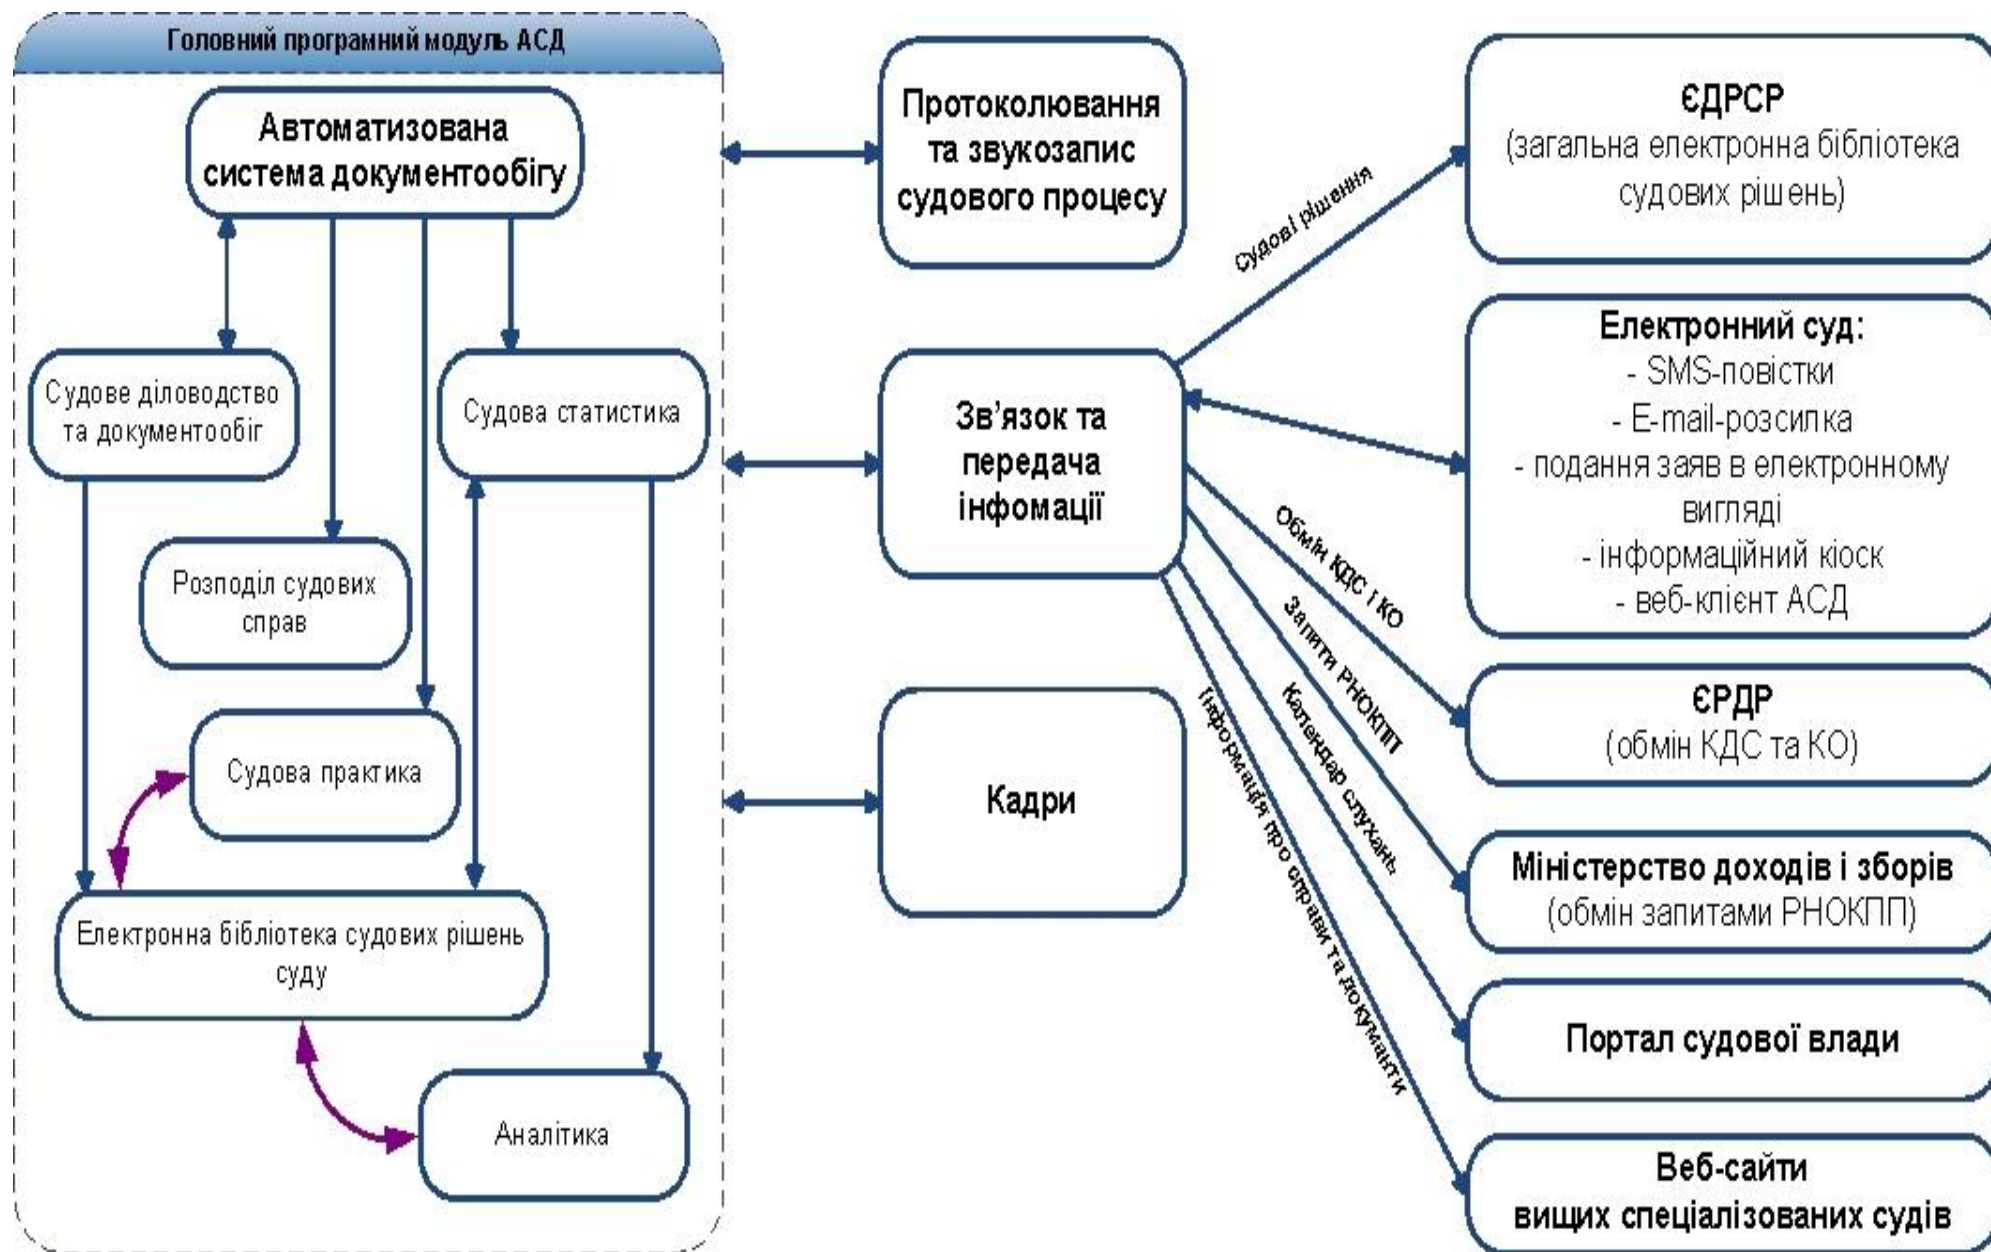 Головний програмний модуль АСД
Автоматизована
система документообігу
Судове діловодство
та документообіг
Судова статистика
Розподіл судових
справ
Судова практика
Електронна бібліотека судових рішень
суду
Аналітика
Протоколювання
та звукозапис
судового процесу
Зв’язок та
передача
інфомації
Кадри
Судові рішення
Обмін КДС і КО
Запити РНОКПП
Календар слухань
Інформація про справи та документи
ЄДРСР
(загальна електронна бібліотека
судових рішень)
Електронний суд:
- SMS-повістки
- E-mail-розсилка
- подання заяв в електронному
вигляді
- інформаційний кіоск
- веб-клієнт АСД
ЄРДР
(обмін КДС та КО)
Міністерство доходів і зборів
(обмін запитами РНОКПП)
Портал судової влади
Веб-сайти
вищих спеціалізованих судів